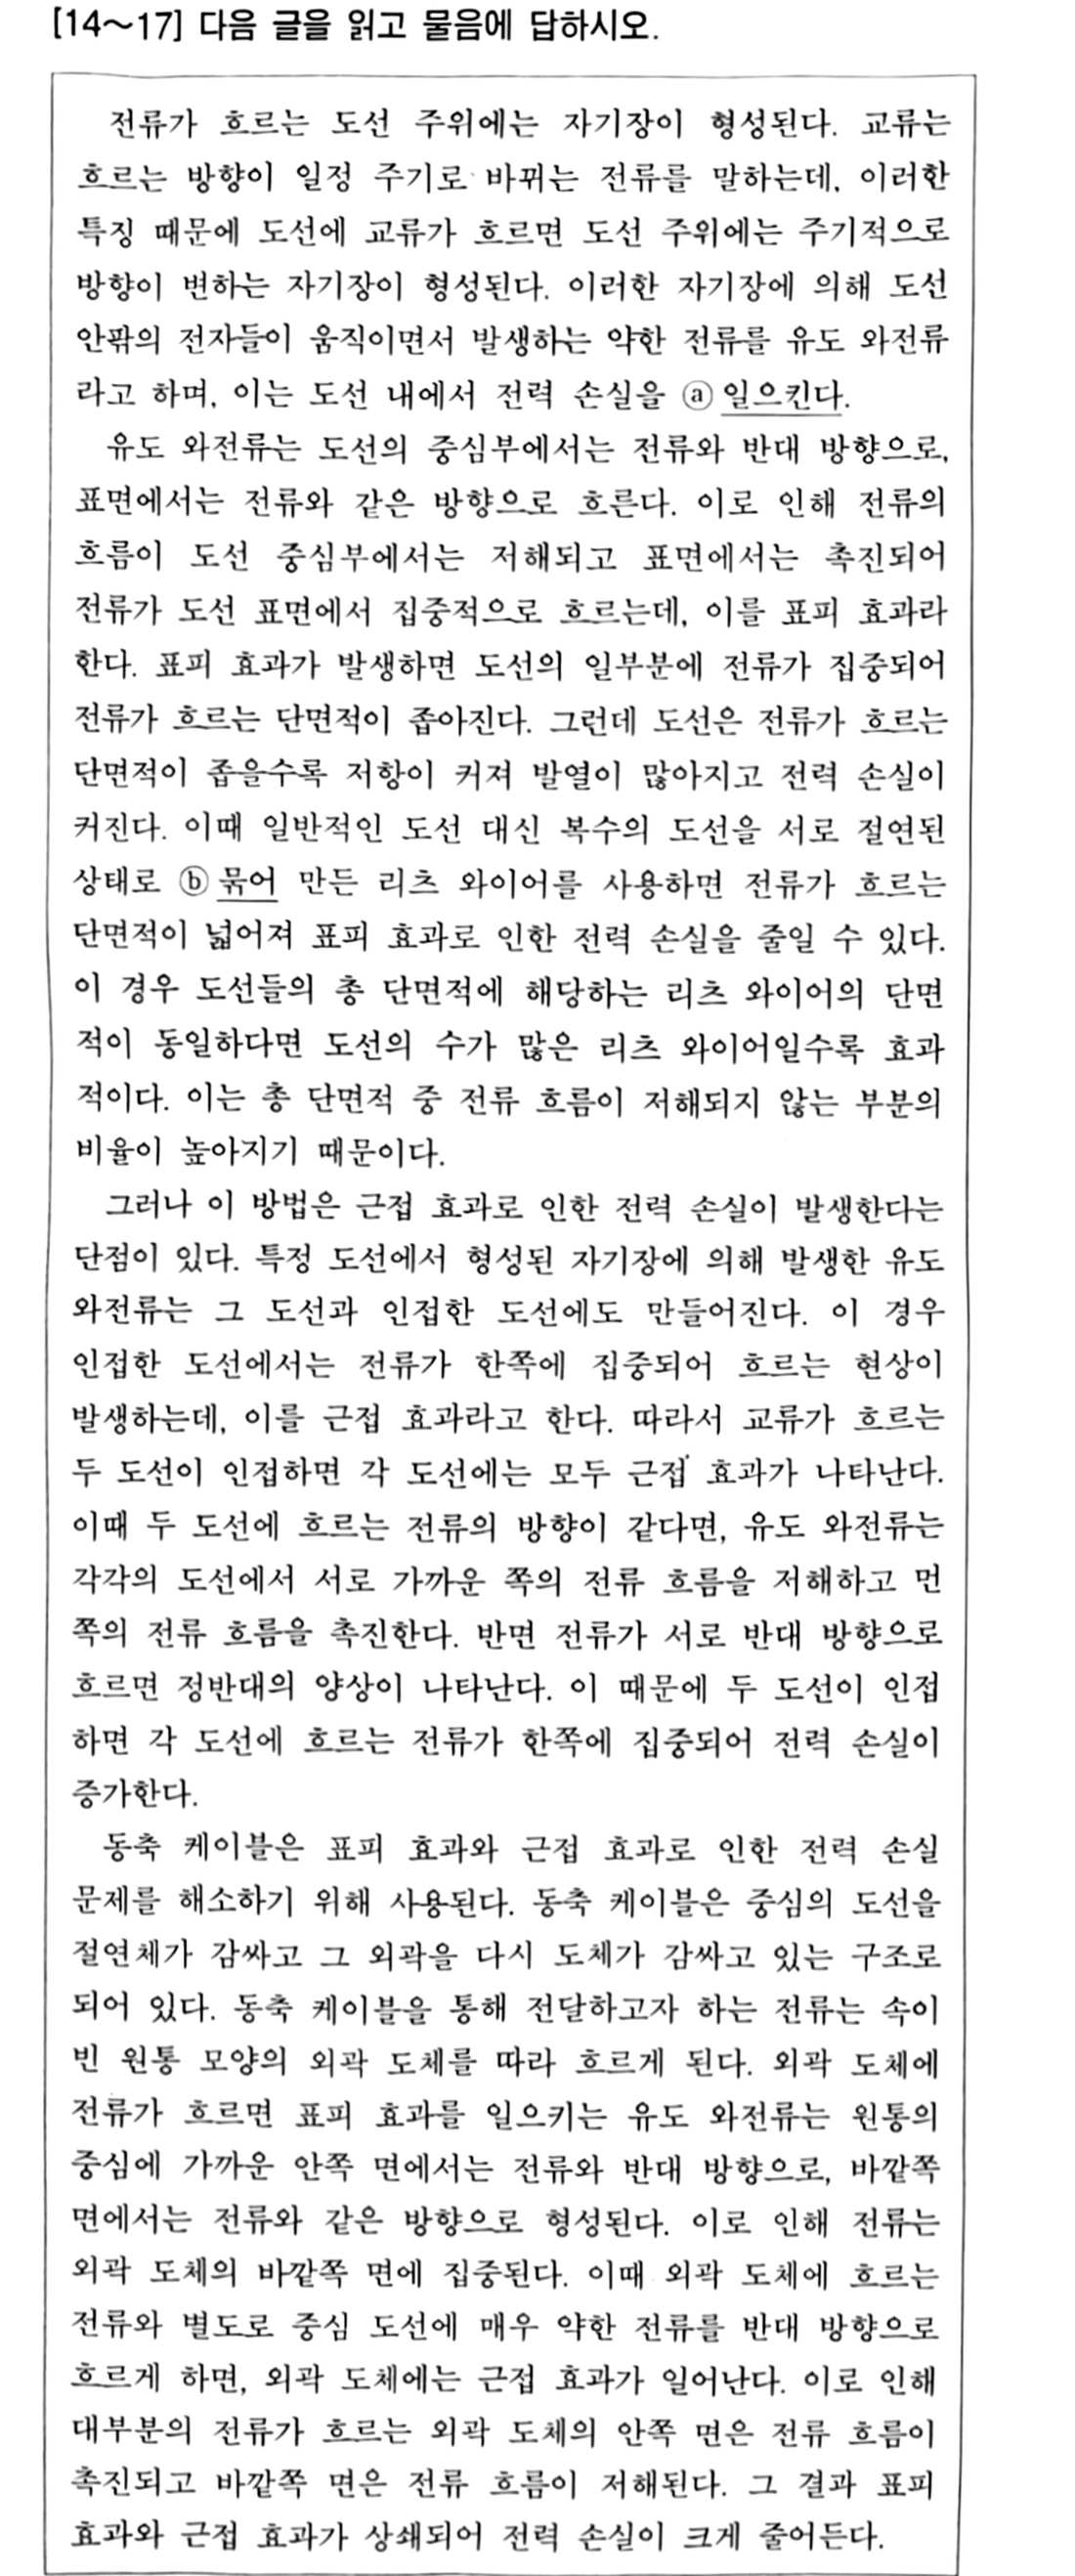 [14～17] 다음 글을 읽고 물음에 답하시오.
전류가 흐르는 도선 주위에는 자기장이 형성된다. 교류는
흐르는 방향이 일정 주기로 바뀌는 전류를 말하는데, 이러한
특징 때문에 도선에 교류가 흐르면 도선 주위에는 주기적으로
방향이 변하는 자기장이 형성된다. 이러한 자기장에 의해 도선
안팎의 전자들이 움직이면서 발생하는 약한 전류를 유도 와전류
라고 하며, 이는 도선 내에서 전력 손실을 ⓐ 일으킨다.
유도 와전류는 도선의 중심부에서는 전류와 반대 방향으로,
표면에서는 전류와 같은 방향으로 흐른다. 이로 인해 전류의
흐름이 도선 중심부에서는 저해되고 표면에서는 촉진되어
전류가 도선 표면에서 집중적으로 흐르는데, 이를 표피 효과라
한다. 표피 효과가 발생하면 도선의 일부분에 전류가 집중되어
전류가 흐르는 단면적이 좁아진다. 그런데 도선은 전류가 흐르는
단면적이 좁을수록 저항이 커져 발열이 많아지고 전력 손실이
커진다. 이때 일반적인 도선 대신 복수의 도선을 서로 절연된
상태로 ⓑ 묶어 만든 리츠 와이어를 사용하면 전류가 흐르는
단면적이 넓어져 표피 효과로 인한 전력 손실을 줄일 수 있다.
이 경우 도선들의 총 단면적에 해당하는 리츠 와이어의 단면
적이 동일하다면 도선의 수가 많은 리츠 와이어일수록 효과
적이다. 이는 총 단면적 중 전류 흐름이 저해되지 않는 부분의
비율이 높아지기 때문이다.
그러나 이 방법은 근접 효과로 인한 전력 손실이 발생한다는
단점이 있다. 특정 도선에서 형성된 자기장에 의해 발생한 유도
와전류는 그 도선과 인접한 도선에도 만들어진다. 이 경우
인접한 도선에서는 전류가 한쪽에 집중되어 흐르는 현상이
발생하는데, 이를 근접 효과라고 한다. 따라서 교류가 흐르는
두 도선이 인접하면 각 도선에는 모두 근접 효과가 나타난다.
이때 두 도선에 흐르는 전류의 방향이 같다면, 유도 와전류는
각각의 도선에서 서로 가까운 쪽의 전류 흐름을 저해하고 먼
쪽의 전류 흐름을 촉진한다. 반면 전류가 서로 반대 방향으로
흐르면 정반대의 양상이 나타난다. 이 때문에 두 도선이 인접
하면 각 도선에 흐르는 전류가 한쪽에 집중되어 전력 손실이
증가한다.
동축 케이블은 표피 효과와 근접 효과로 인한 전력 손실
문제를 해소하기 위해 사용된다. 동축 케이블은 중심의 도선을
절연체가 감싸고 그 외곽을 다시 도체가 감싸고 있는 구조로
되어 있다. 동축 케이블을 통해 전달하고자 하는 전류는 속이
빈 원통 모양의 외곽 도체를 따라 흐르게 된다. 외곽 도체에
전류가 흐르면 표피 효과를 일으키는 유도 와전류는 원통의
중심에 가까운 안쪽 면에서는 전류와 반대 방향으로, 바깥쪽
면에서는 전류와 같은 방향으로 형성된다. 이로 인해 전류는
외곽 도체의 바깥쪽 면에 집중된다. 이때 외곽 도체에 흐르는
전류와 별도로 중심 도선에 매우 약한 전류를 반대 방향으로
흐르게 하면, 외곽 도체에는 근접 효과가 일어난다. 이로 인해
대부분의 전류가 흐르는 외곽 도체의 안쪽 면은 전류 흐름이
촉진되고 바깥쪽 면은 전류 흐름이 저해된다. 그 결과 표피
효과와 근접 효과가 상쇄되어 전력 손실이 크게 줄어든다.